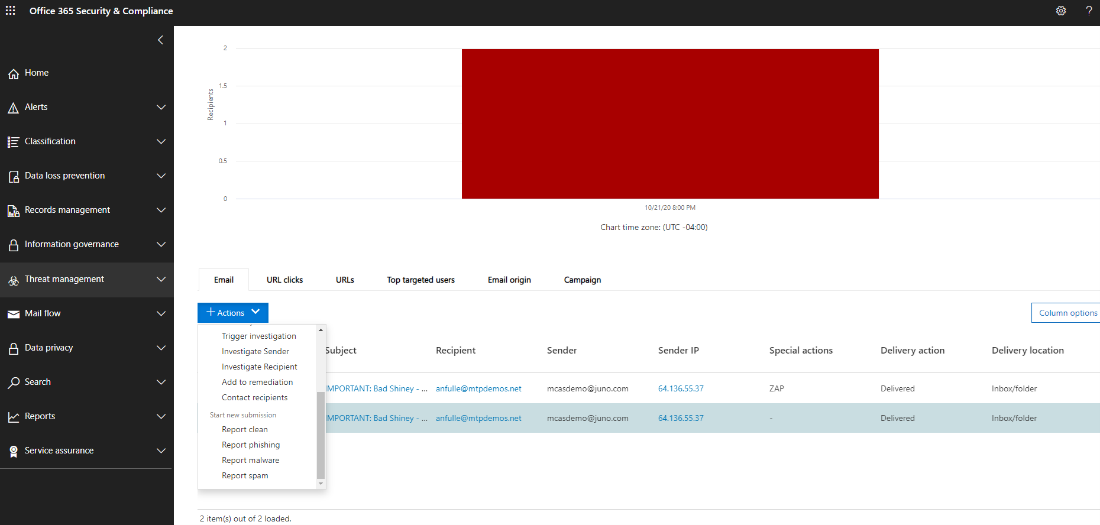 Office 365 Security & Compliance
?
Home
Alerts
Classification
Data loss prevention
Records management
Information governance
Threat management
Mail flow
Data privacy
Search
Reports
Service assurance
2
1.5
1
0.5
0
Recipients
10/21/20 8:00 PM
Chart time zone: (UTC -04:00)
Email URL clicks URLs Top targeted users Email origin Campaign
+ Actions
Column options
Trigger investigation
Investigate Sender
Investigate Recipient
Add to remediation
Contact recipients
Start new submission
Report clean
Report phishing
Report malware
Report spam
Subject Recipient Sender Sender IP Special actions Delivery action Delivery location
IMPORTANT: Bad Shiney - ... anfulle@mtpdemos.net mcasdemo@juno.com 64.136.55.37 ZAP Delivered Inbox/folder
IMPORTANT: Bad Shiney - ... anfulle@mtpdemos.net mcasdemo@juno.com 64.136.55.37 - Delivered Inbox/folder
2 item(s) out of 2 loaded.